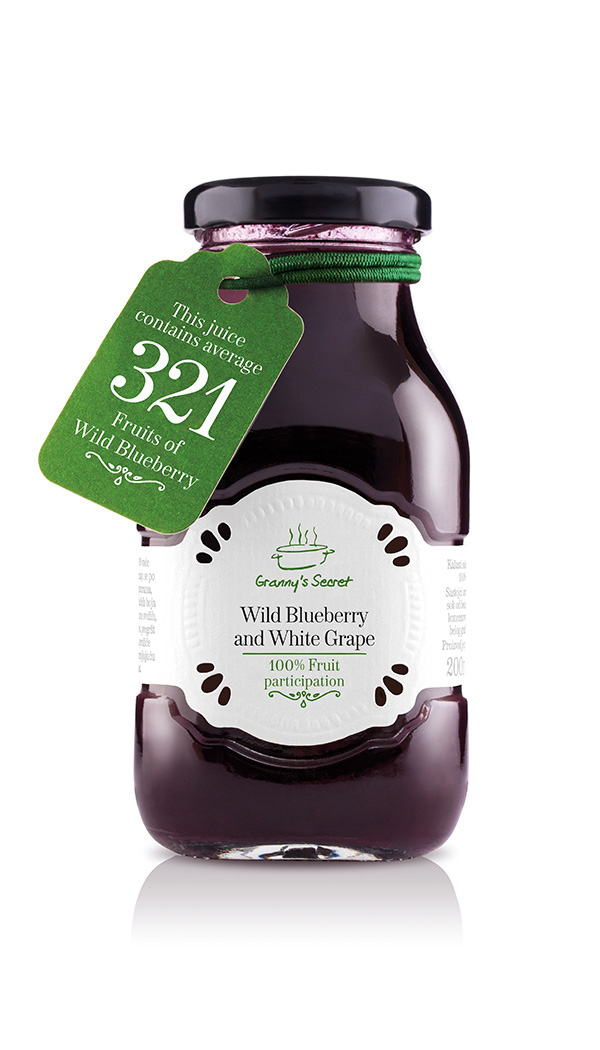 This juice
contains average
321
Fruits of
Wild Blueberry
Granny's Secret
Wild Blueberry
and White Grape
100% Fruit
participation